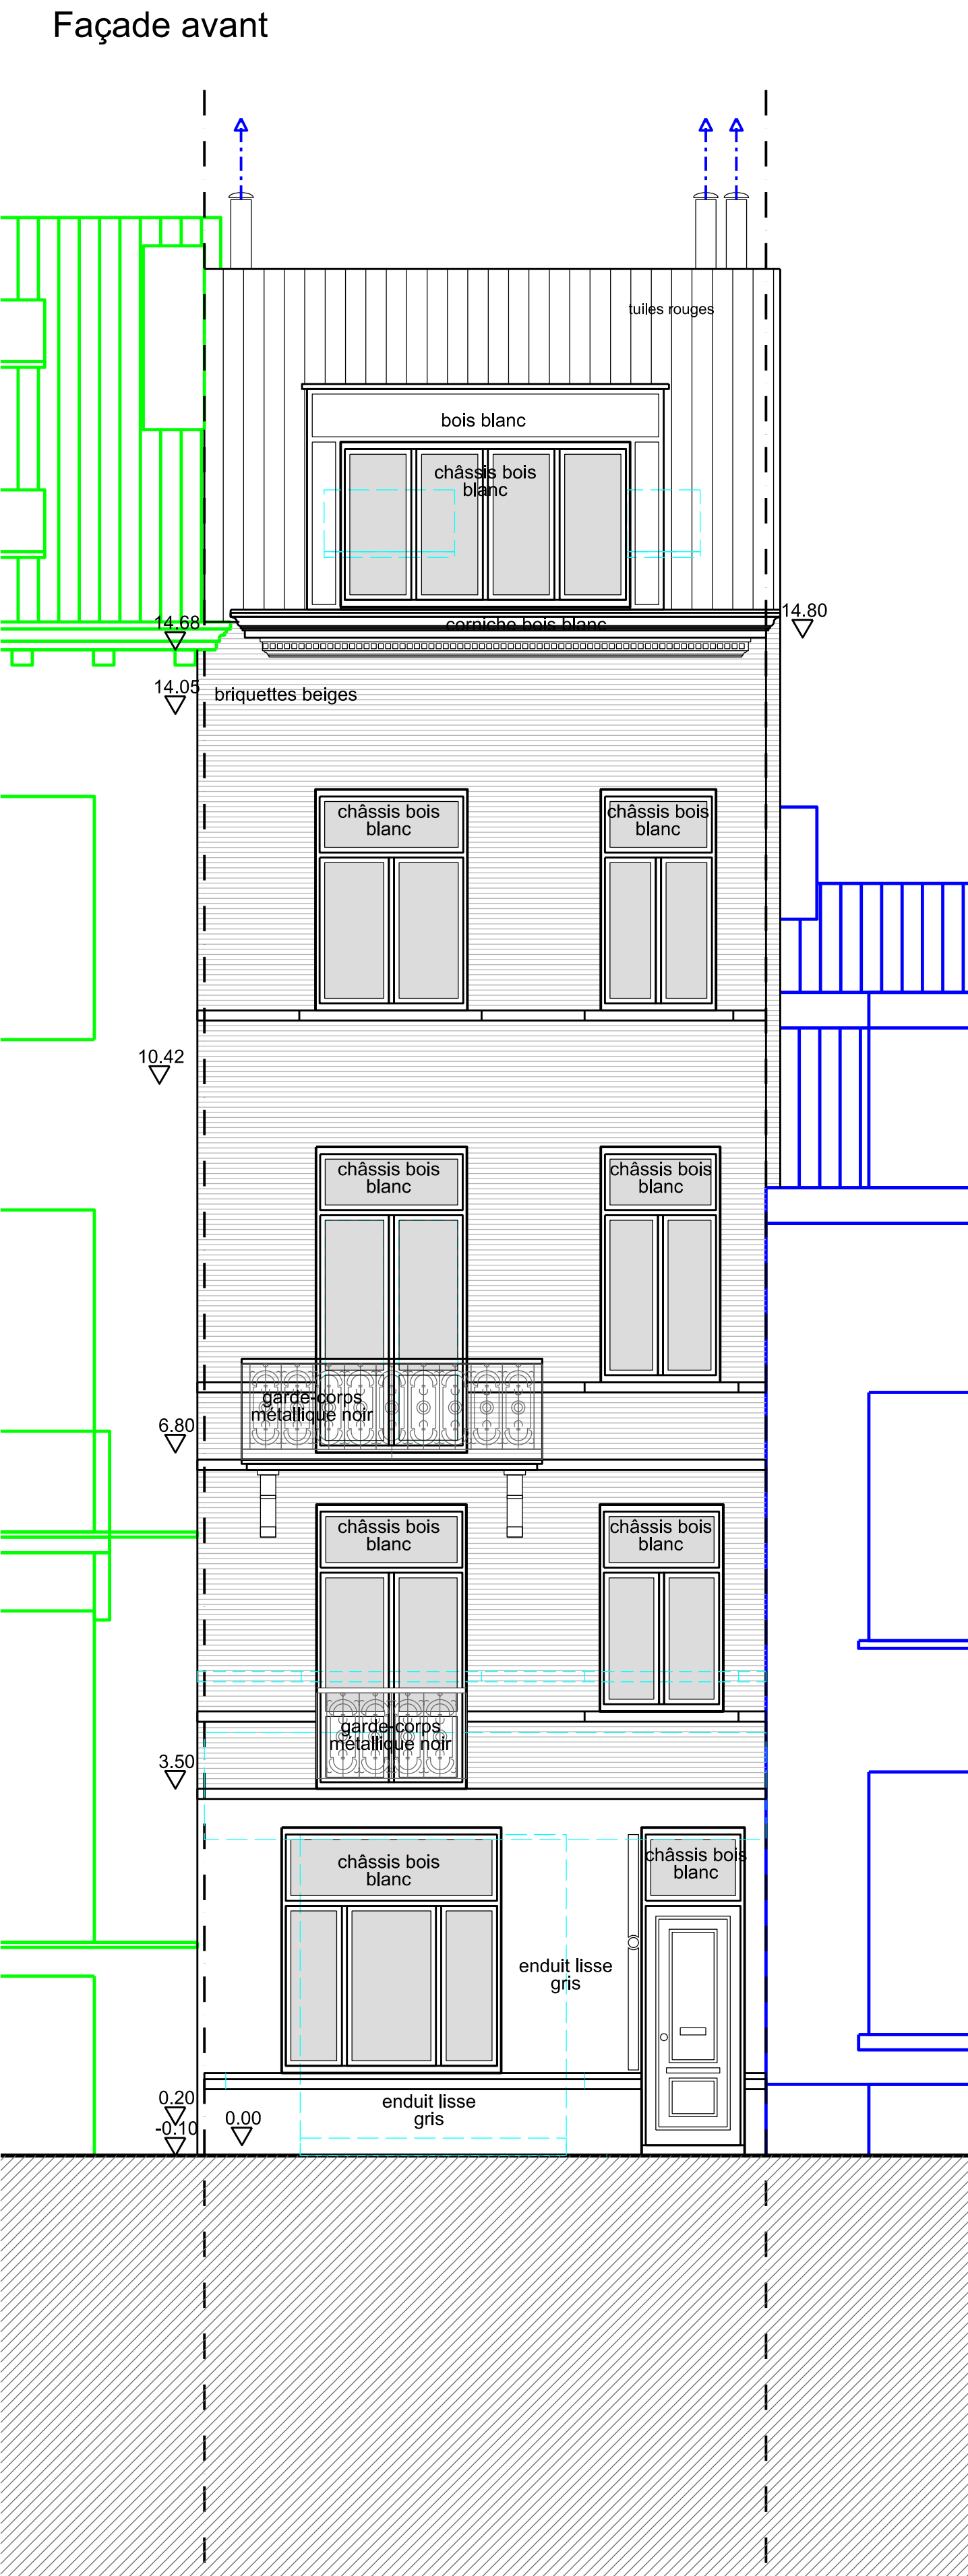 Façade avant
tuiles rouges
bois blanc
châssis bois
blanc
14.80
14.68
corniche bois blanc
14.05
briquettes beiges
châssis bois
blanc
châssis bois
blanc
10.42
châssis bois
blanc
châssis bois
blanc
garde-corps
métallique noir
6.80
châssis bois
blanc
châssis bois
blanc
garde-corps
métallique noir
3.50
châssis bois
blanc
châssis bois
blanc
enduit lisse
gris
0.20
enduit lisse
gris
0.00
-0.10